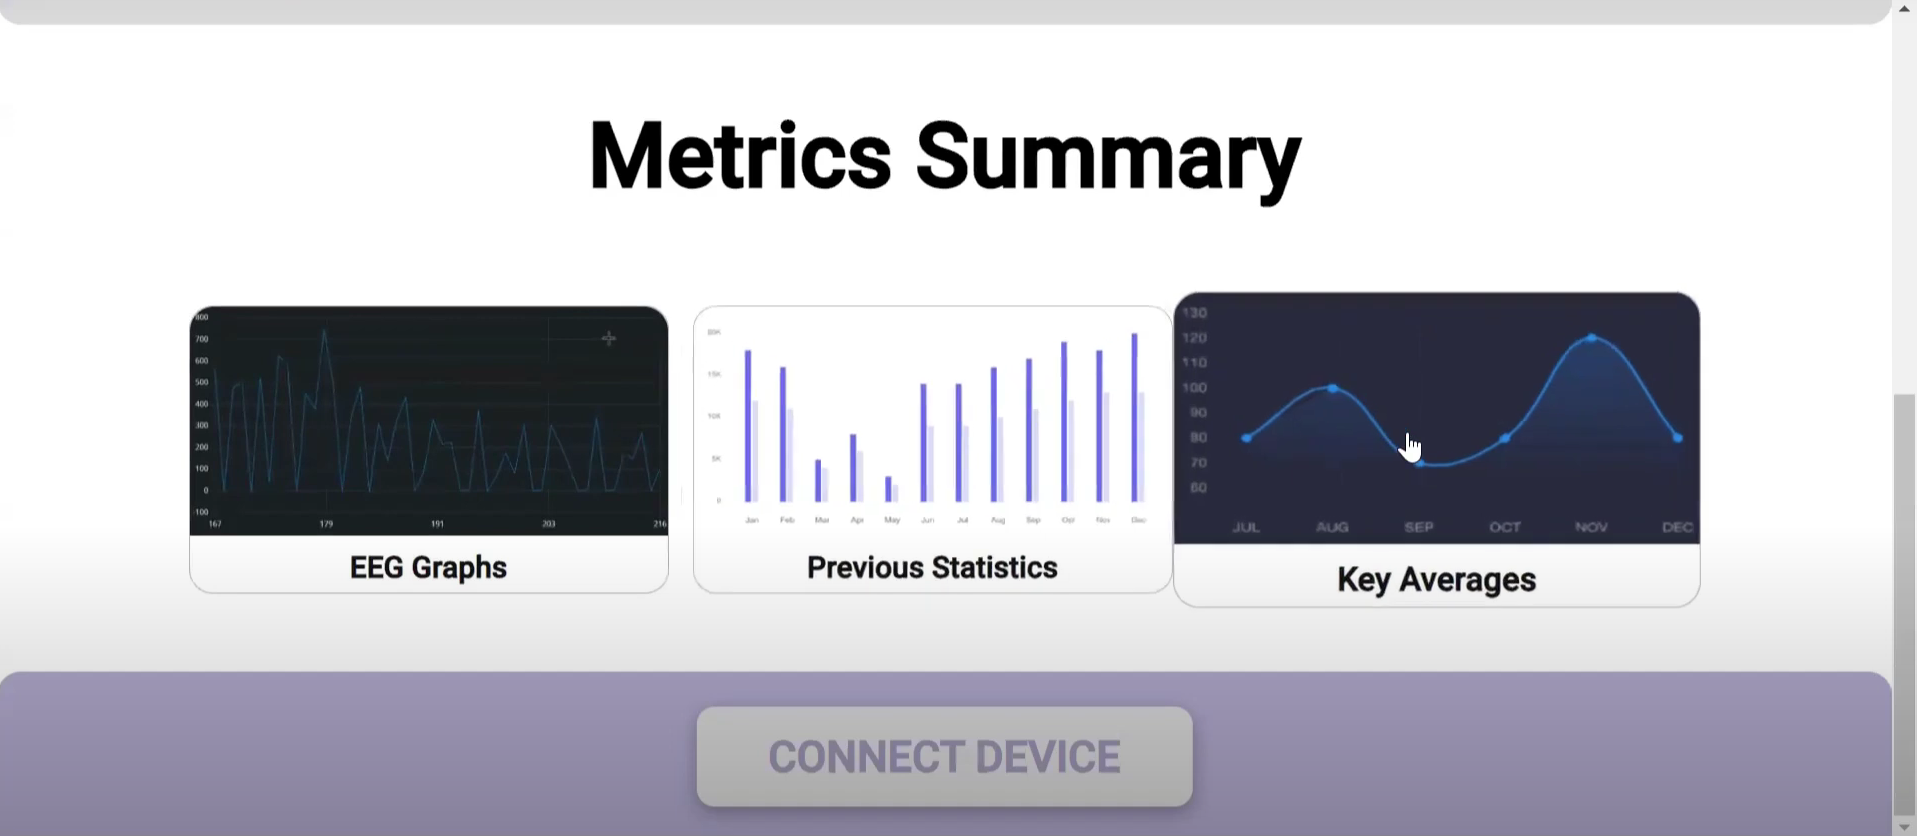 Metrics Summary
800
700
600
500
400
300
200
100
0
-100
167 179 191 203 216
EEG Graphs
15K
10K
5K
0
Jan Feb Mar Apr May Jun Jul Aug Sep Oct Nov Dec
Previous Statistics
130
120
110
100
90
80
70
60
JUL AUG SEP OCT NOV DEC
Key Averages
CONNECT DEVICE